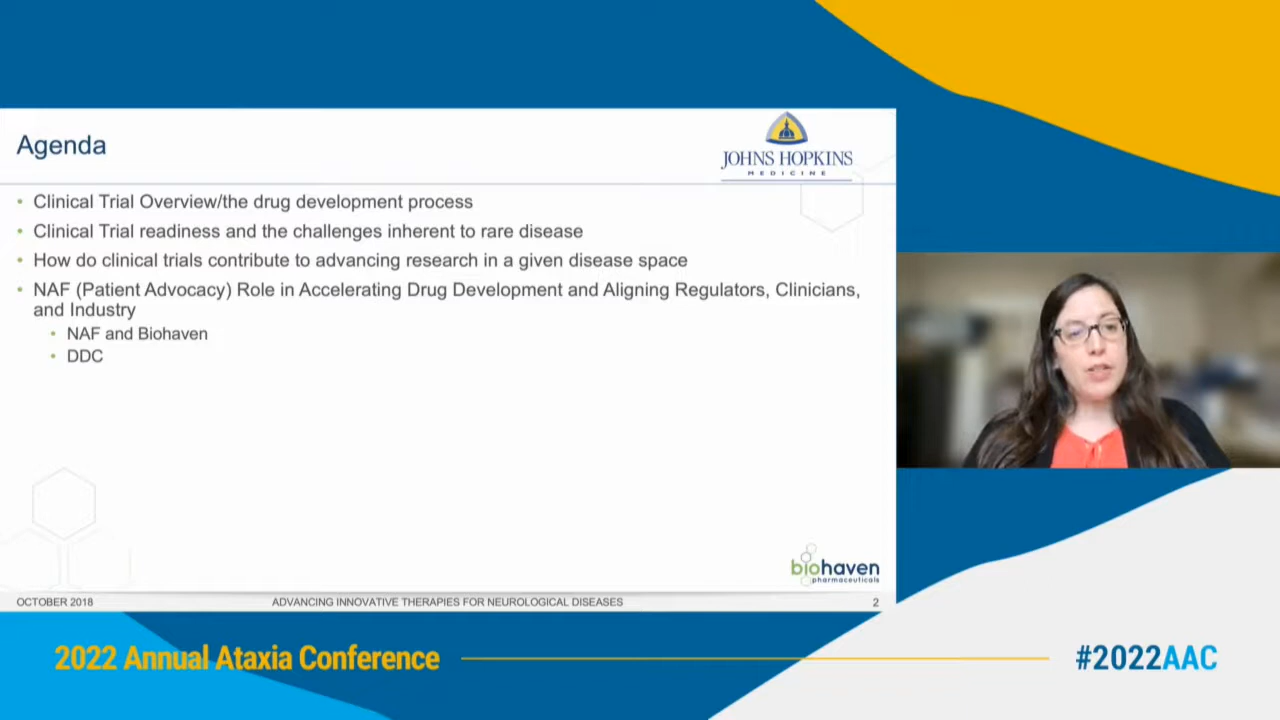 Agenda
JOHNS HOPKINS
MEDICINE
• Clinical Trial Overview/the drug development process
• Clinical Trial readiness and the challenges inherent to rare disease
• How do clinical trials contribute to advancing research in a given disease space
• NAF (Patient Advocacy) Role in Accelerating Drug Development and Aligning Regulators, Clinicians,
and Industry
• NAF and Biohaven
• DDC
biohaven
pharmaceuticals
OCTOBER 2018
ADVANCING INNOVATIVE THERAPIES FOR NEUROLOGICAL DISEASES
2
2022 Annual Ataxia Conference
#2022AAC